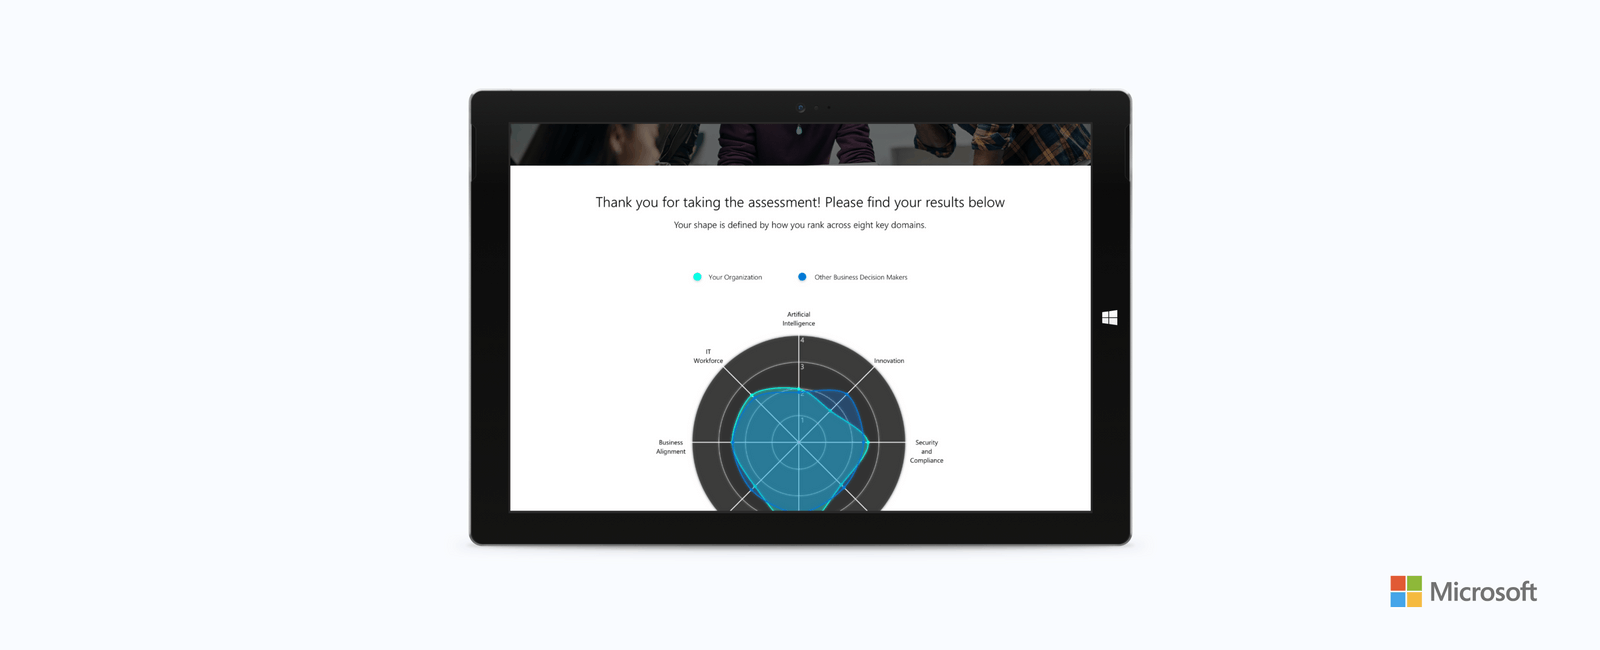 Thank you for taking the assessment! Please find your results below
Your shape is defined by how you rank across eight key domains.
Your Organization
Other Business Decision Makers
Artificial
Intelligence
IT
Workforce
Innovation
4
3
2
1
Business
Alignment
Security
and
Compliance
Microsoft